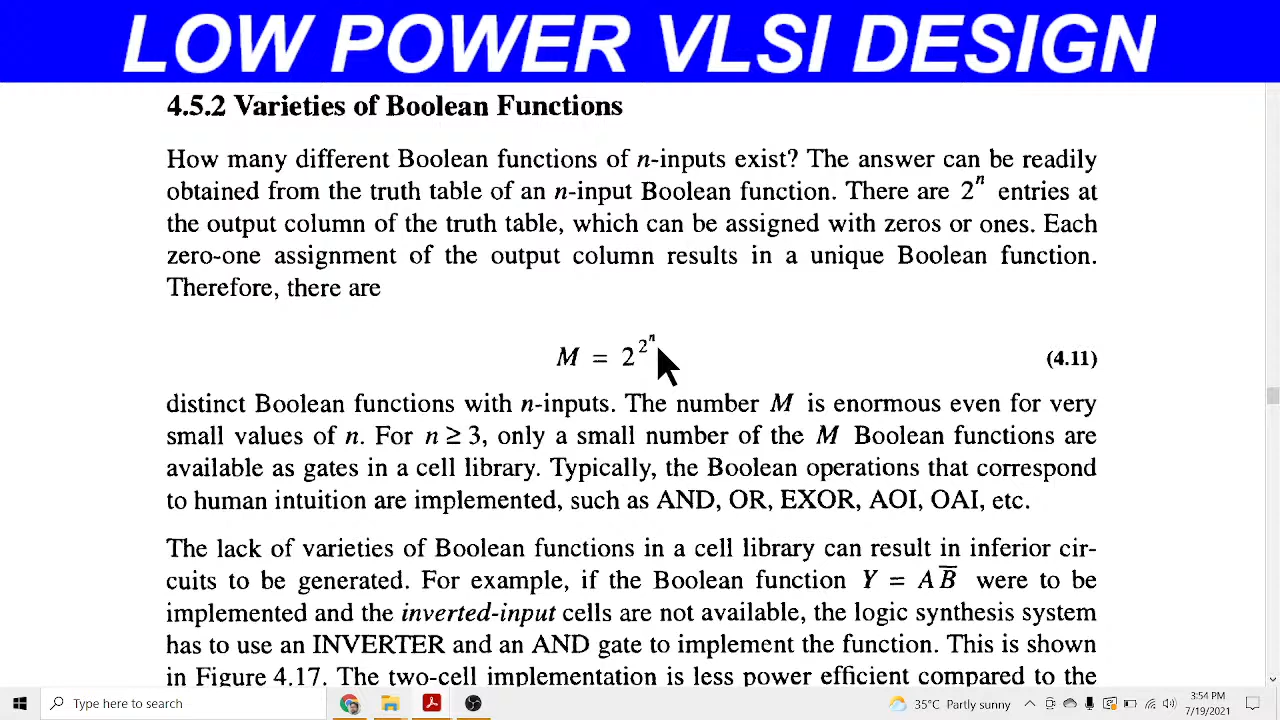 LOW POWER VLSI DESIGN
4.5.2 Varieties of Boolean Functions
How many different Boolean functions of n-inputs exist? The answer can be readily
obtained from the truth table of an n-input Boolean function. There are 2ⁿ entries at
the output column of the truth table, which can be assigned with zeros or ones. Each
zero-one assignment of the output column results in a unique Boolean function.
Therefore, there are
M = 2^2^n (4.11)
distinct Boolean functions with n-inputs. The number M is enormous even for very
small values of n. For n ≥ 3, only a small number of the M Boolean functions are
available as gates in a cell library. Typically, the Boolean operations that correspond
to human intuition are implemented, such as AND, OR, EXOR, AOI, OAI, etc.
The lack of varieties of Boolean functions in a cell library can result in inferior cir-
cuits to be generated. For example, if the Boolean function Y = AB̅ were to be
implemented and the inverted-input cells are not available, the logic synthesis system
has to use an INVERTER and an AND gate to implement the function. This is shown
in Figure 4.17. The two-cell implementation is less power efficient compared to the
Type here to search
35°C Partly sunny
3:54 PM
7/19/2021